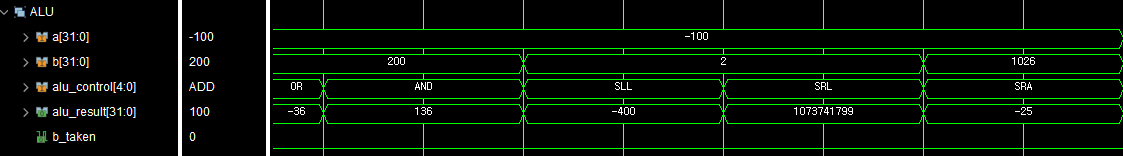 ALU
a[31:0] -100 -100
b[31:0] 200 200 2 1026
alu_control[4:0] ADD OR AND SLL SRL SRA
alu_result[31:0] 100 -36 136 -400 1073741799 -25
b_taken 0